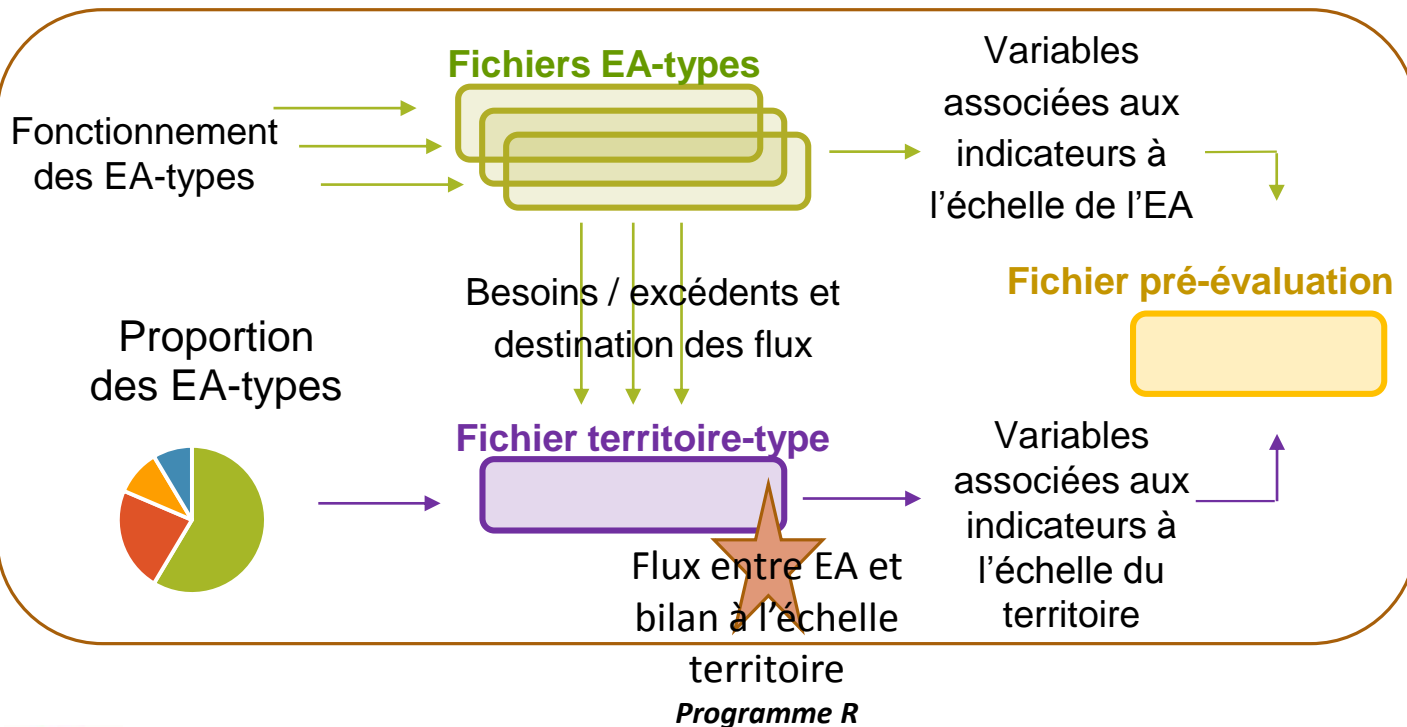 Fichiers EA-types
Fonctionnement
des EA-types
Variables
associées aux
indicateurs à
l’échelle de l’EA
Besoins / excédents et
destination des flux
Fichier pré-évaluation
Proportion
des EA-types
Fichier territoire-type
Variables
associées aux
indicateurs à
l’échelle du
territoire
Flux entre EA et
bilan à l’échelle
territoire
Programme R